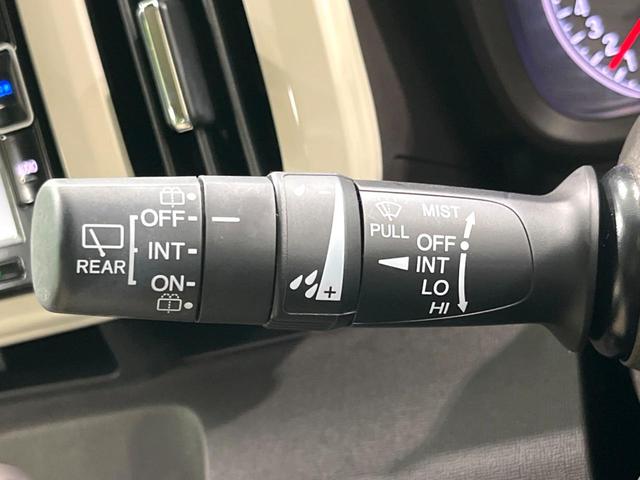 REAR
OFF
INT
ON
- +
PULL
MIST
OFF
INT
LO
HI